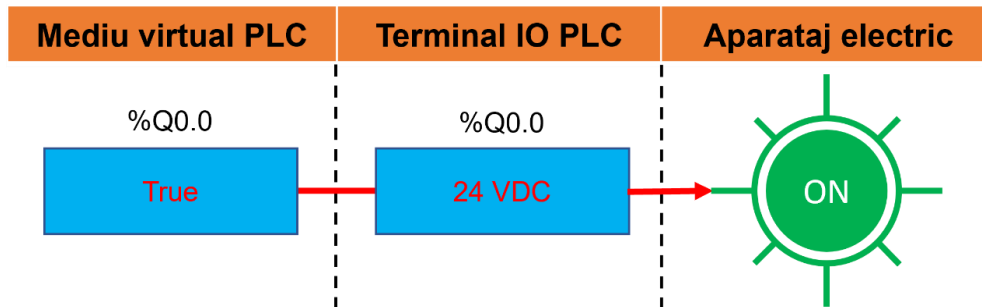 Mediu virtual PLC
Terminal IO PLC
Aparataj electric
%Q0.0
%Q0.0
True
24 VDC
ON